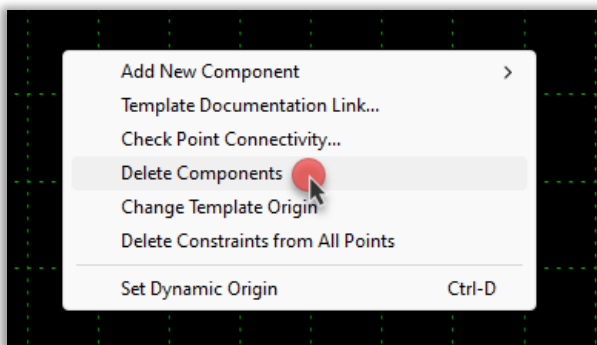 Add New Component
Template Documentation Link...
Check Point Connectivity...
Delete Components
Change Template Origin
Delete Constraints from All Points
Set Dynamic Origin Ctrl-D